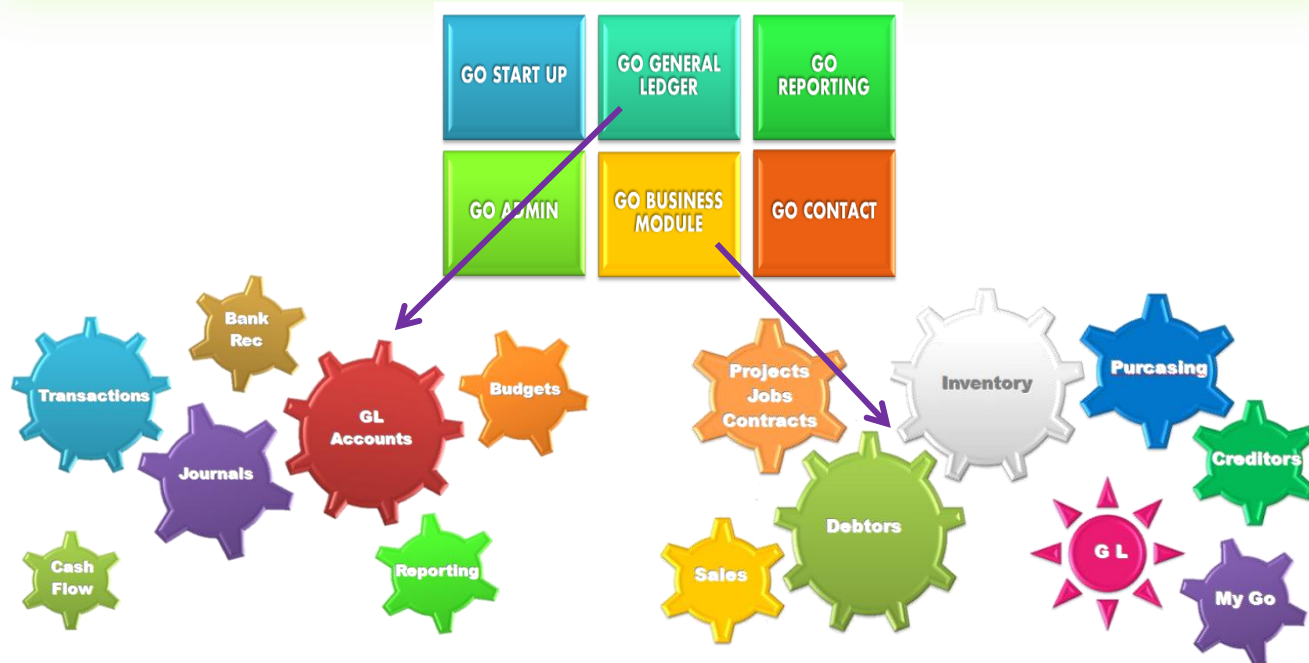 GO START UP
GO GENERAL
LEDGER
GO
REPORTING
GO ADMIN
GO BUSINESS
MODULE
GO CONTACT
Bank
Rec
Transactions
GL
Accounts
Budgets
Journals
Cash
Flow
Reporting
Projects
Jobs
Contracts
Inventory
Purcasing
Creditors
Debtors
Sales
G L
My Go